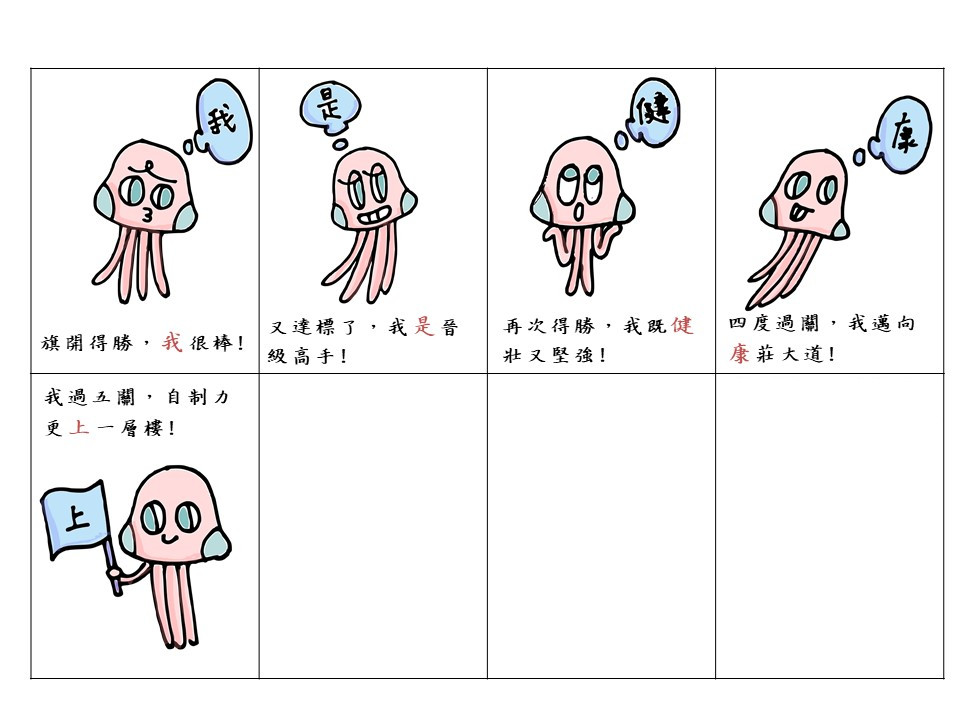 我
旗開得勝，我很棒!
是
又達標了，我是晉
級高手!
健
再次得勝，我既健
壯又堅強!
康
四度過關，我邁向
康莊大道!
我過五關，自制力
更上一層樓!
上